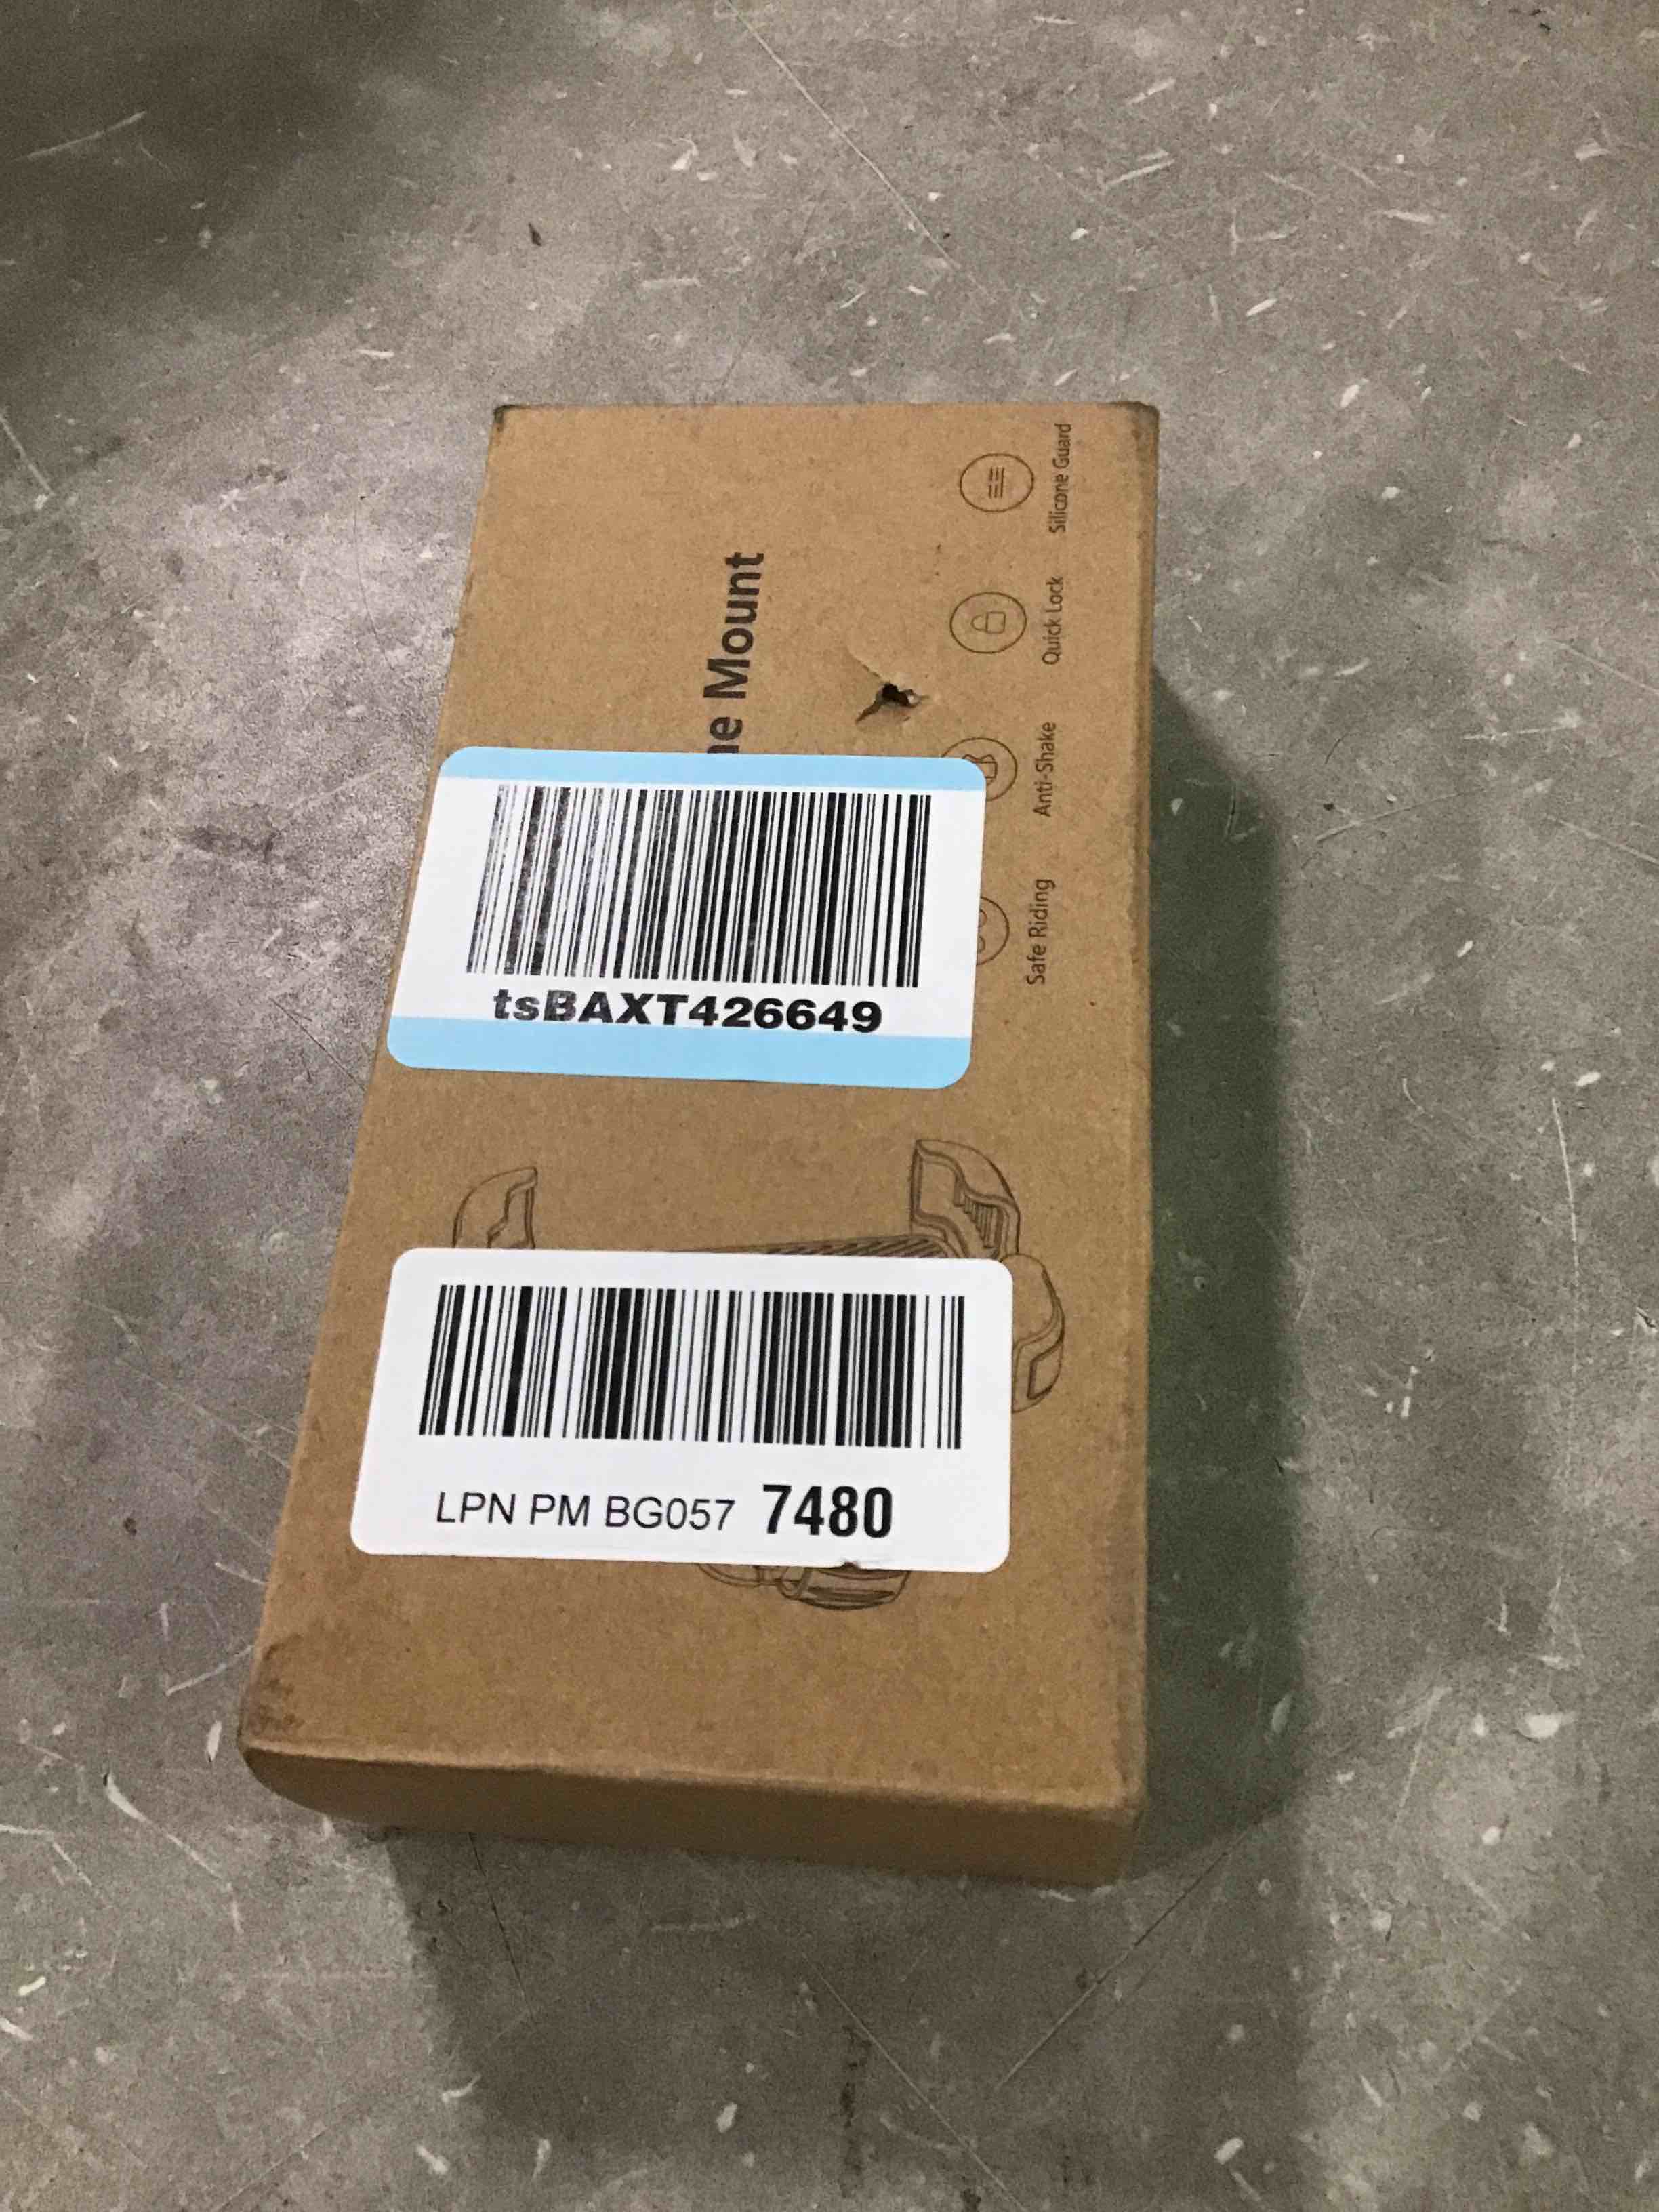 ne Mount
Safe Riding
Anti-Shake
Quick Lock
Silicone Guard
tsBAXT426649
LPN PM BG057 7480